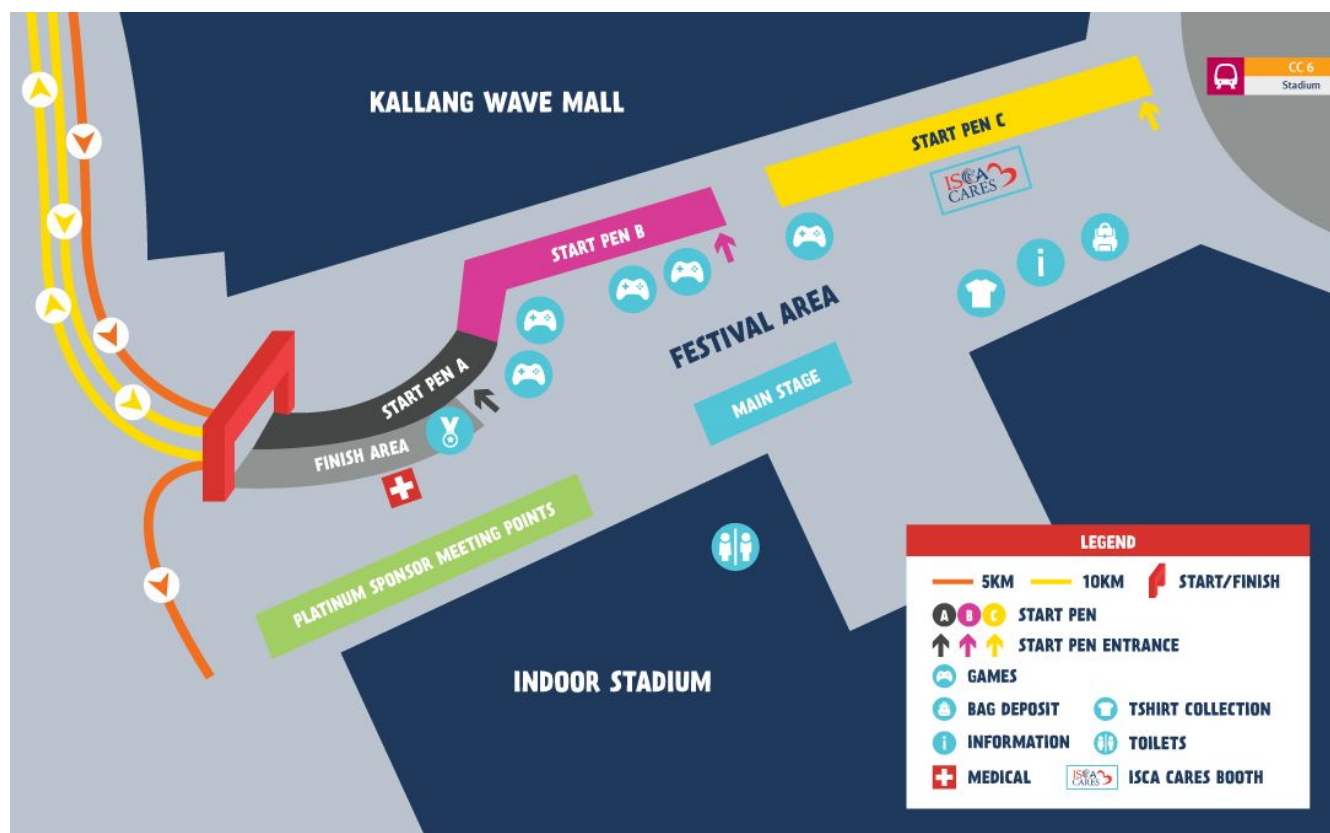 CC 6
Stadium
KALLANG WAVE MALL
START PEN C
ISCA
CARES
START PEN B
FESTIVAL AREA
START PEN A
MAIN STAGE
FINISH AREA
PLATINUM SPONSOR MEETING POINTS
INDOOR STADIUM
LEGEND
5KM 10KM START/FINISH
A B C START PEN
START PEN ENTRANCE
GAMES
BAG DEPOSIT TSHIRT COLLECTION
i INFORMATION TOILETS
MEDICAL ISCA CARES ISCA CARES BOOTH